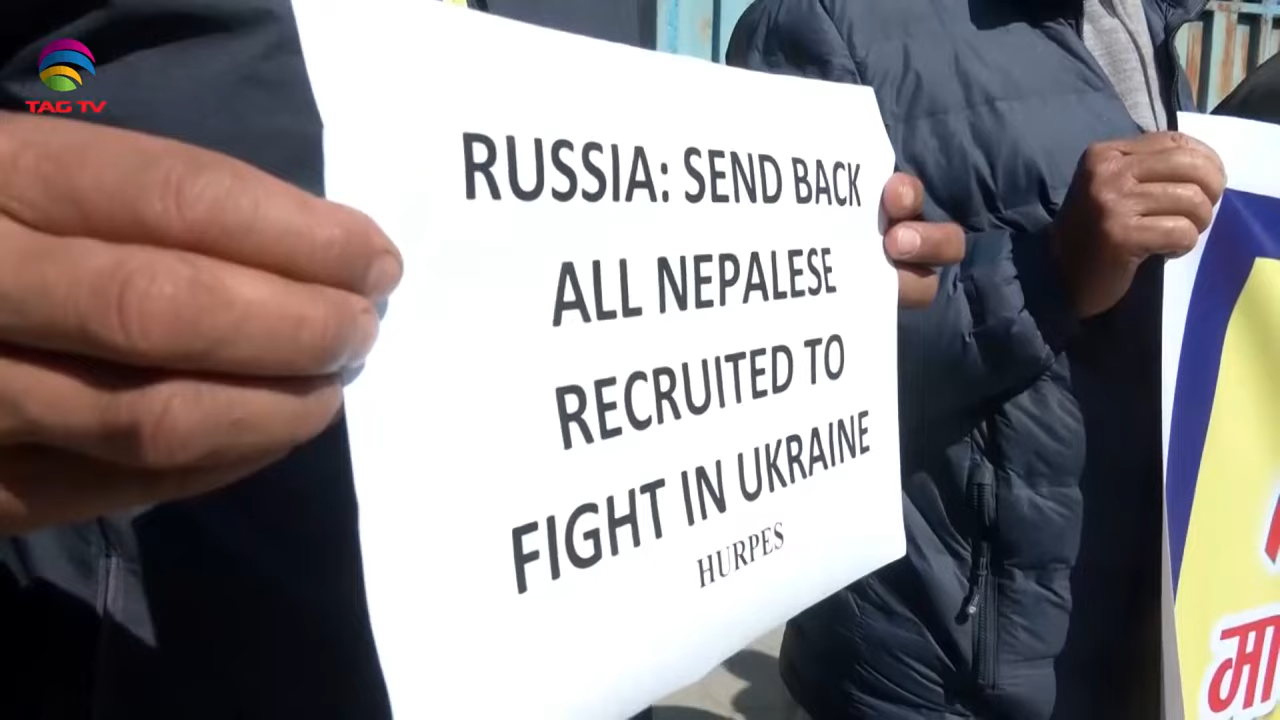 TAG TV
RUSSIA: SEND BACK
ALL NEPALESE
RECRUITED TO
FIGHT IN UKRAINE
HURPES